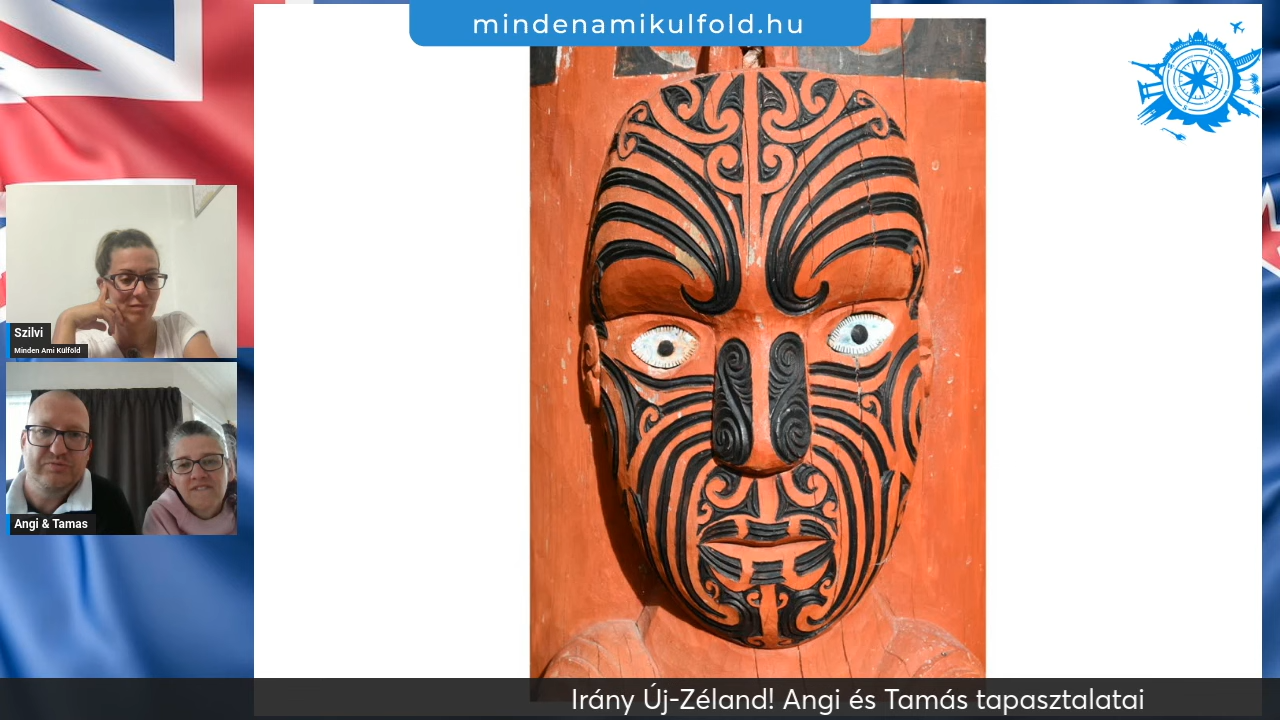 mindenamikulfold.hu
Szilvi
Minden Ami Külföld
Angi & Tamas
Irány Új-Zéland! Angi és Tamás tapasztalatai